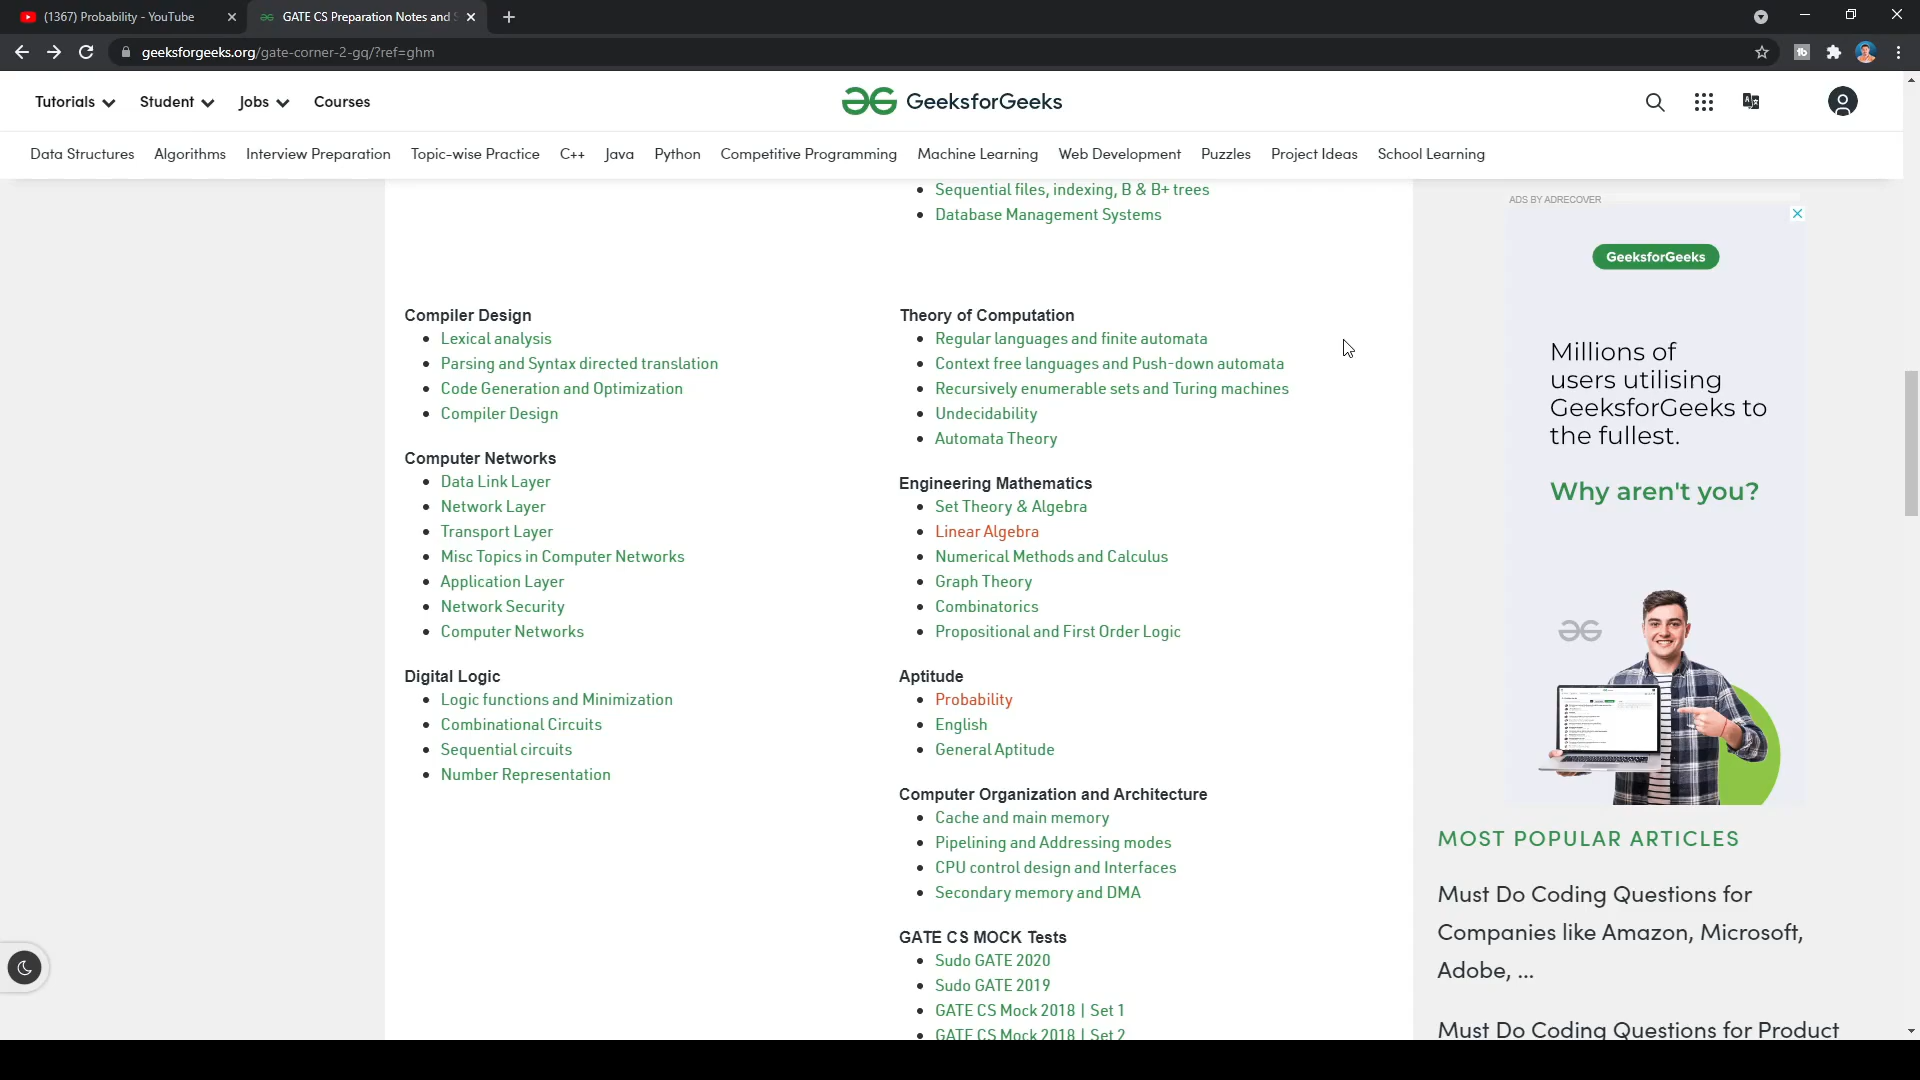 (1367) Probability - YouTube
GATE CS Preparation Notes and S
geeksforgeeks.org/gate-corner-2-gq/?ref=ghm
Tutorials
Student
Jobs
Courses
GeeksforGeeks
Data Structures
Algorithms
Interview Preparation
Topic-wise Practice
C++
Java
Python
Competitive Programming
Machine Learning
Web Development
Puzzles
Project Ideas
School Learning
Sequential files, indexing, B & B+ trees
Database Management Systems
Compiler Design
Lexical analysis
Parsing and Syntax directed translation
Code Generation and Optimization
Compiler Design
Computer Networks
Data Link Layer
Network Layer
Transport Layer
Misc Topics in Computer Networks
Application Layer
Network Security
Computer Networks
Digital Logic
Logic functions and Minimization
Combinational Circuits
Sequential circuits
Number Representation
Theory of Computation
Regular languages and finite automata
Context free languages and Push-down automata
Recursively enumerable sets and Turing machines
Undecidability
Automata Theory
Engineering Mathematics
Set Theory & Algebra
Linear Algebra
Numerical Methods and Calculus
Graph Theory
Combinatorics
Propositional and First Order Logic
Aptitude
Probability
English
General Aptitude
Computer Organization and Architecture
Cache and main memory
Pipelining and Addressing modes
CPU control design and Interfaces
Secondary memory and DMA
GATE CS MOCK Tests
Sudo GATE 2020
Sudo GATE 2019
GATE CS Mock 2018 | Set 1
GATE CS Mock 2018 | Set 2
ADS BY ADRECOVER
GeeksforGeeks
Millions of
users utilising
GeeksforGeeks to
the fullest.
Why aren't you?
MOST POPULAR ARTICLES
Must Do Coding Questions for
Companies like Amazon, Microsoft,
Adobe, ...
Must Do Coding Questions for Product